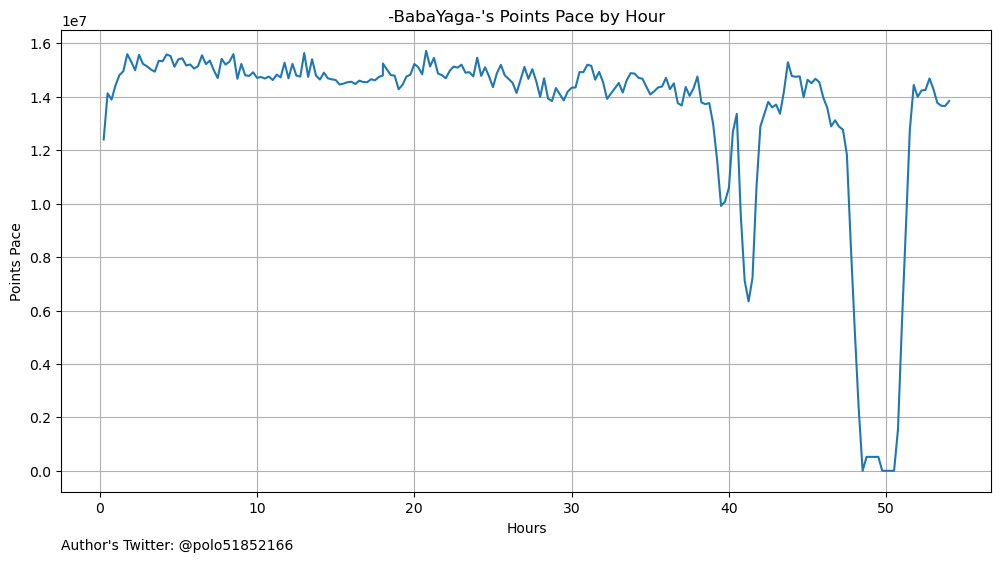 -BabaYaga-'s Points Pace by Hour
1e7
1.6
1.4
1.2
1.0
0.8
0.6
0.4
0.2
0.0
Points Pace
0 10 20 30 40 50
Hours
Author's Twitter: @polo51852166